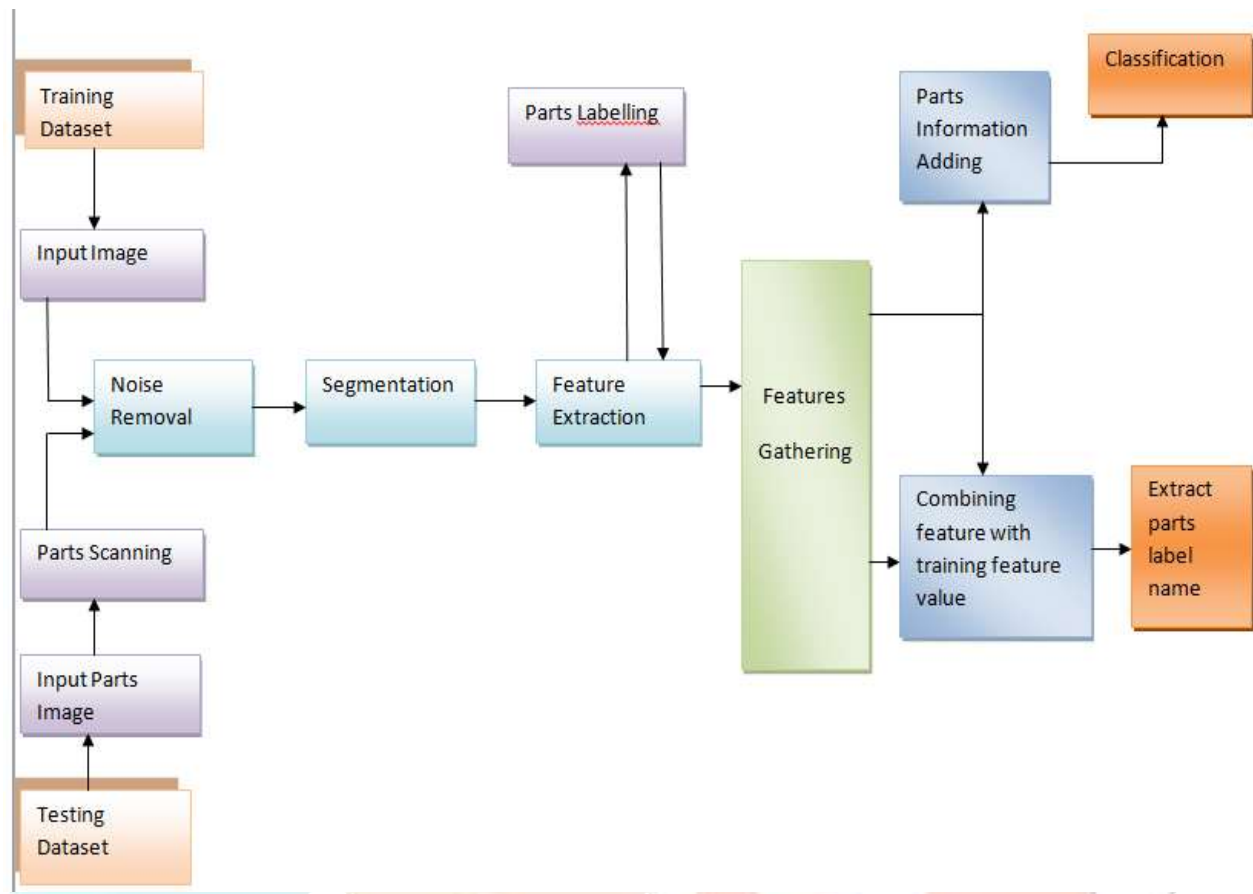 Training
Dataset
Input Image
Parts Labelling
Parts
Information
Adding
Classification
Noise
Removal
Segmentation
Feature
Extraction
Features
Gathering
Parts Scanning
Input Parts
Image
Testing
Dataset
Combining
feature with
training feature
value
Extract
parts
label
name